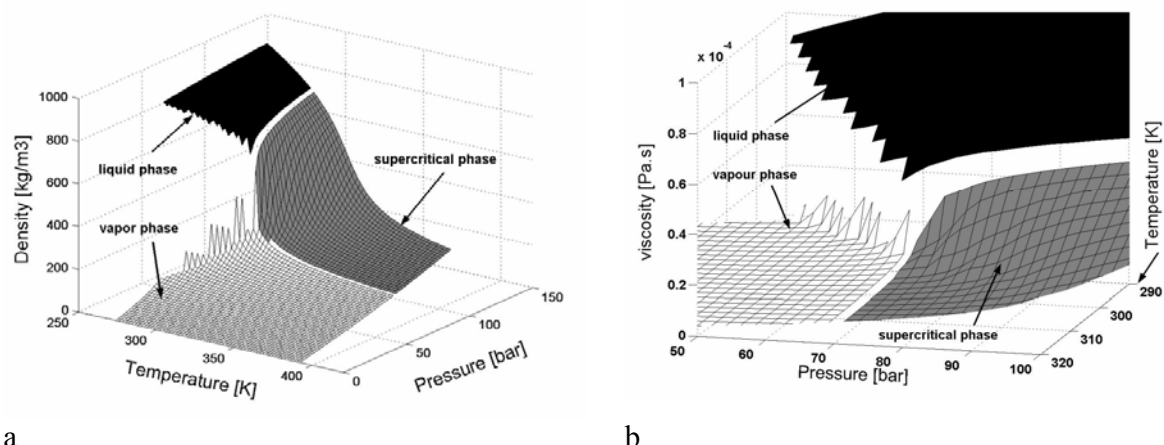 1000
800
600
400
200
0
250
300
350
400
0
50
100
150
Density [kg/m3]
Temperature [K]
Pressure [bar]
liquid phase
vapor phase
supercritical phase
a
x 10⁻⁴
1
0.8
0.6
0.4
0.2
0
50
60
70
80
90
100
320
310
300
290
viscosity [Pa.s]
Pressure [bar]
Temperature [K]
liquid phase
vapour phase
supercritical phase
b